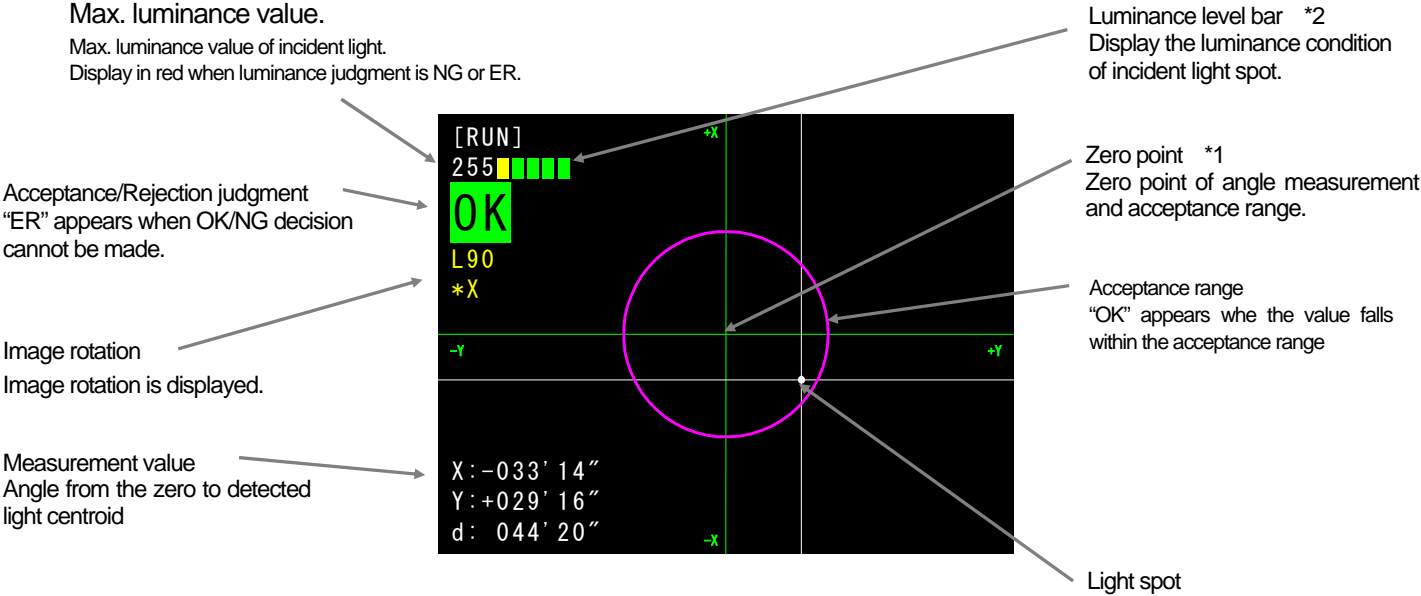 Max. luminance value.
Max. luminance value of incident light.
Display in red when luminance judgment is NG or ER.
Luminance level bar *2
Display the luminance condition
of incident light spot.
Acceptance/Rejection judgment
“ER” appears when OK/NG decision
cannot be made.
Image rotation
Image rotation is displayed.
Measurement value
Angle from the zero to detected
light centroid
[RUN]
255
OK
L90
*X
+X
-Y
+Y
X:-033'14"
Y:+029'16"
d: 044'20"
-X
Zero point *1
Zero point of angle measurement
and acceptance range.
Acceptance range
“OK” appears whe the value falls
within the acceptance range
Light spot